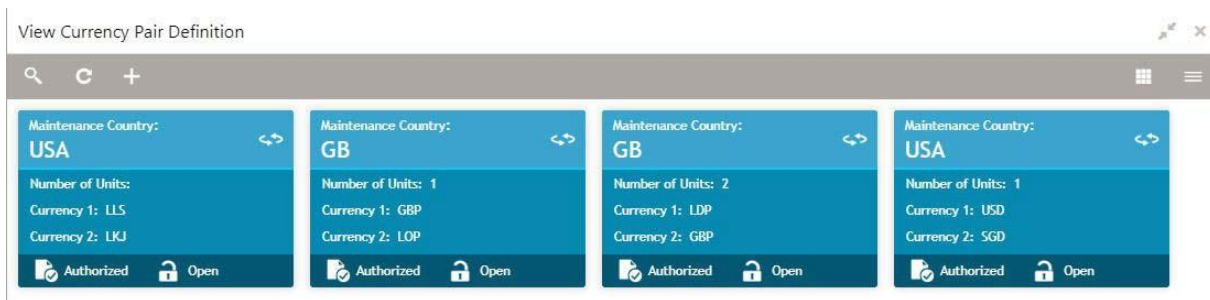 View Currency Pair Definition
Maintenance Country:
USA
Number of Units:
Currency 1: LLS
Currency 2: LKJ
Authorized Open
Maintenance Country:
GB
Number of Units: 1
Currency 1: GBP
Currency 2: LOP
Authorized Open
Maintenance Country:
GB
Number of Units: 2
Currency 1: LDP
Currency 2: GBP
Authorized Open
Maintenance Country:
USA
Number of Units: 1
Currency 1: USD
Currency 2: SGD
Authorized Open